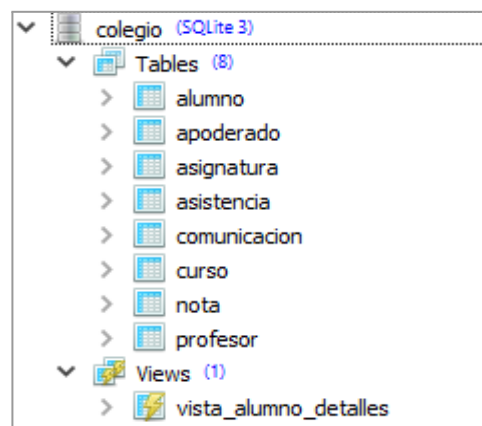 colegio (SQLite 3)
Tables (8)
alumno
apoderado
asignatura
asistencia
comunicacion
curso
nota
profesor
Views (1)
vista_alumno_detalles